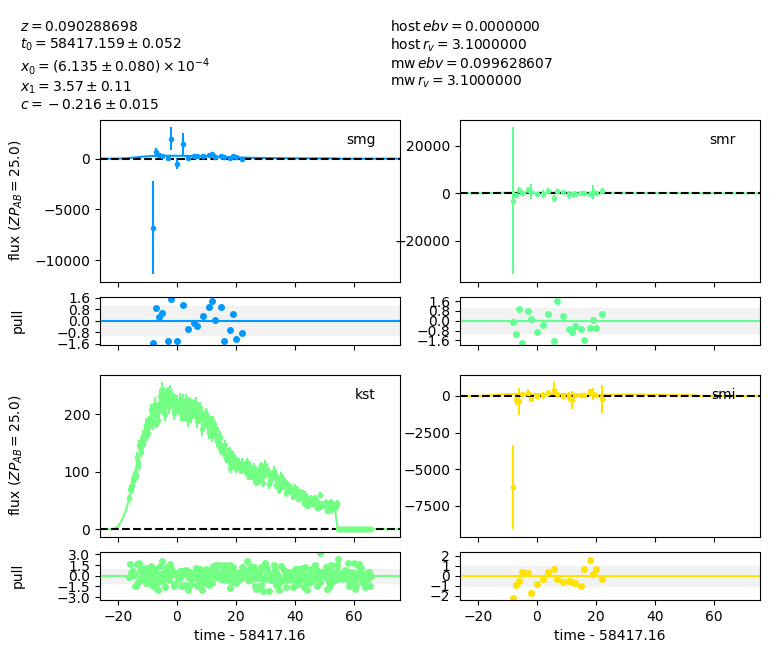 z = 0.090288698
t₀ = 58417.159 ± 0.052
x₀ = (6.135 ± 0.080) × 10⁻⁴
x₁ = 3.57 ± 0.11
c = −0.216 ± 0.015
host ebv = 0.0000000
host r_v = 3.1000000
mw ebv = 0.099628607
mw r_v = 3.1000000
flux (ZP_AB = 25.0)
0
−5000
−10000
smg
20000
0
−20000
smr
pull
1.6
0.8
0.0
−0.8
−1.6
1.6
0.8
0.0
−0.8
−1.6
flux (ZP_AB = 25.0)
200
100
0
kst
0
−2500
−5000
−7500
smi
pull
3.0
1.5
0.0
−1.5
−3.0
2
1
0
−1
−2
−20 0 20 40 60
time - 58417.16
−20 0 20 40 60
time - 58417.16